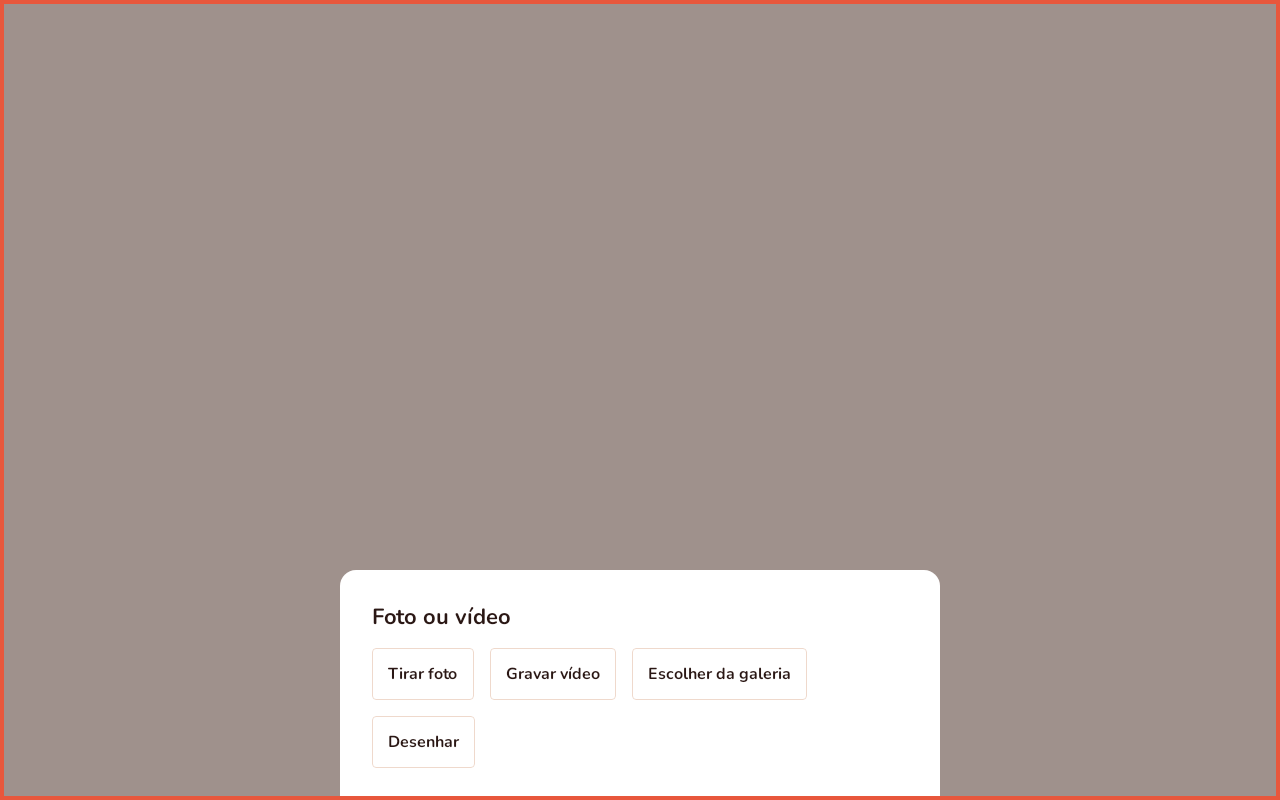 Foto ou vídeo
Tirar foto
Gravar vídeo
Escolher da galeria
Desenhar